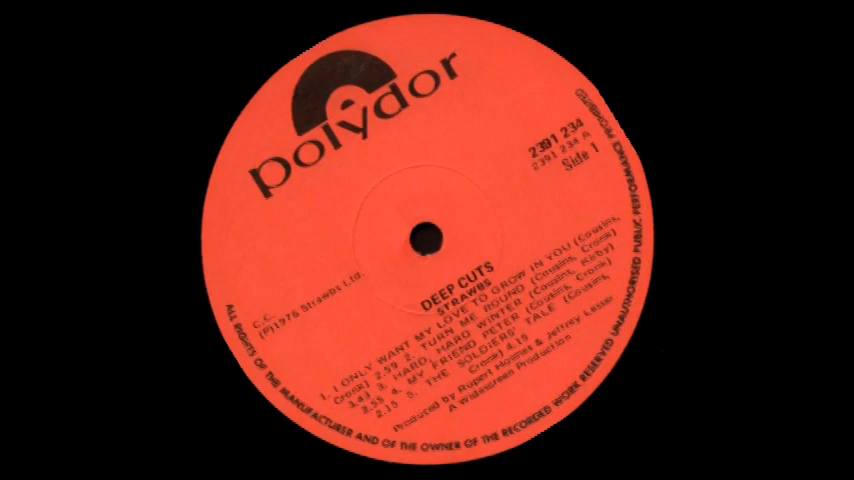 polydor
2391 234
2391 234 A
Side 1
C.C.
(P)1976 Strawbs Ltd.
DEEP CUTS
STRAWBS
1. I ONLY WANT MY LOVE TO GROW IN YOU (Cousins,
Cronk) 2.59 2. TURN ME ROUND (Cousins, Cronk)
3.43 3. HARD, HARD WINTER (Cousins, Kirby)
3.55 4. MY FRIEND PETER (Cousins, Cronk)
2.15 5. THE SOLDIERS' TALE (Cousins,
Cronk) 4.15
Produced by Rupert Holmes & Jeffrey Lesser
A Widescreen Production
ALL RIGHTS OF THE MANUFACTURER AND OF THE OWNER OF THE RECORDED WORK RESERVED UNAUTHORISED PUBLIC PERFORMANCE PROHIBITED